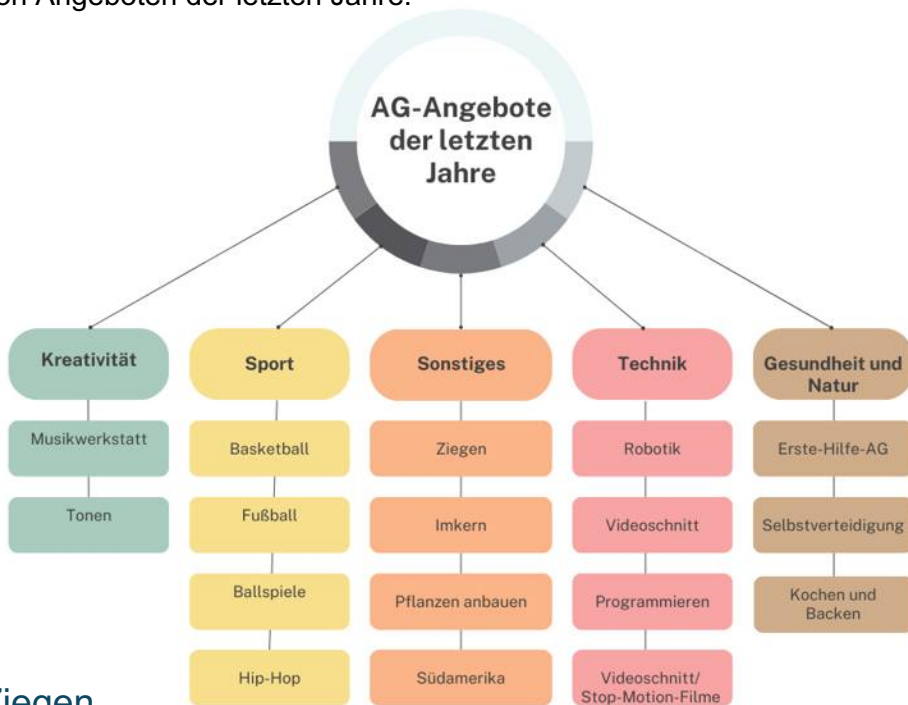 en Angeboten der letzten Jahre.
AG-Angebote
der letzten
Jahre
Kreativität
Musikwerkstatt
Tonen
Sport
Basketball
Fußball
Ballspiele
Hip-Hop
Sonstiges
Ziegen
Imkern
Pflanzen anbauen
Südamerika
Technik
Robotik
Videoschnitt
Programmieren
Videoschnitt/
Stop-Motion-Filme
Gesundheit und
Natur
Erste-Hilfe-AG
Selbstverteidigung
Kochen und
Backen
Ziegen